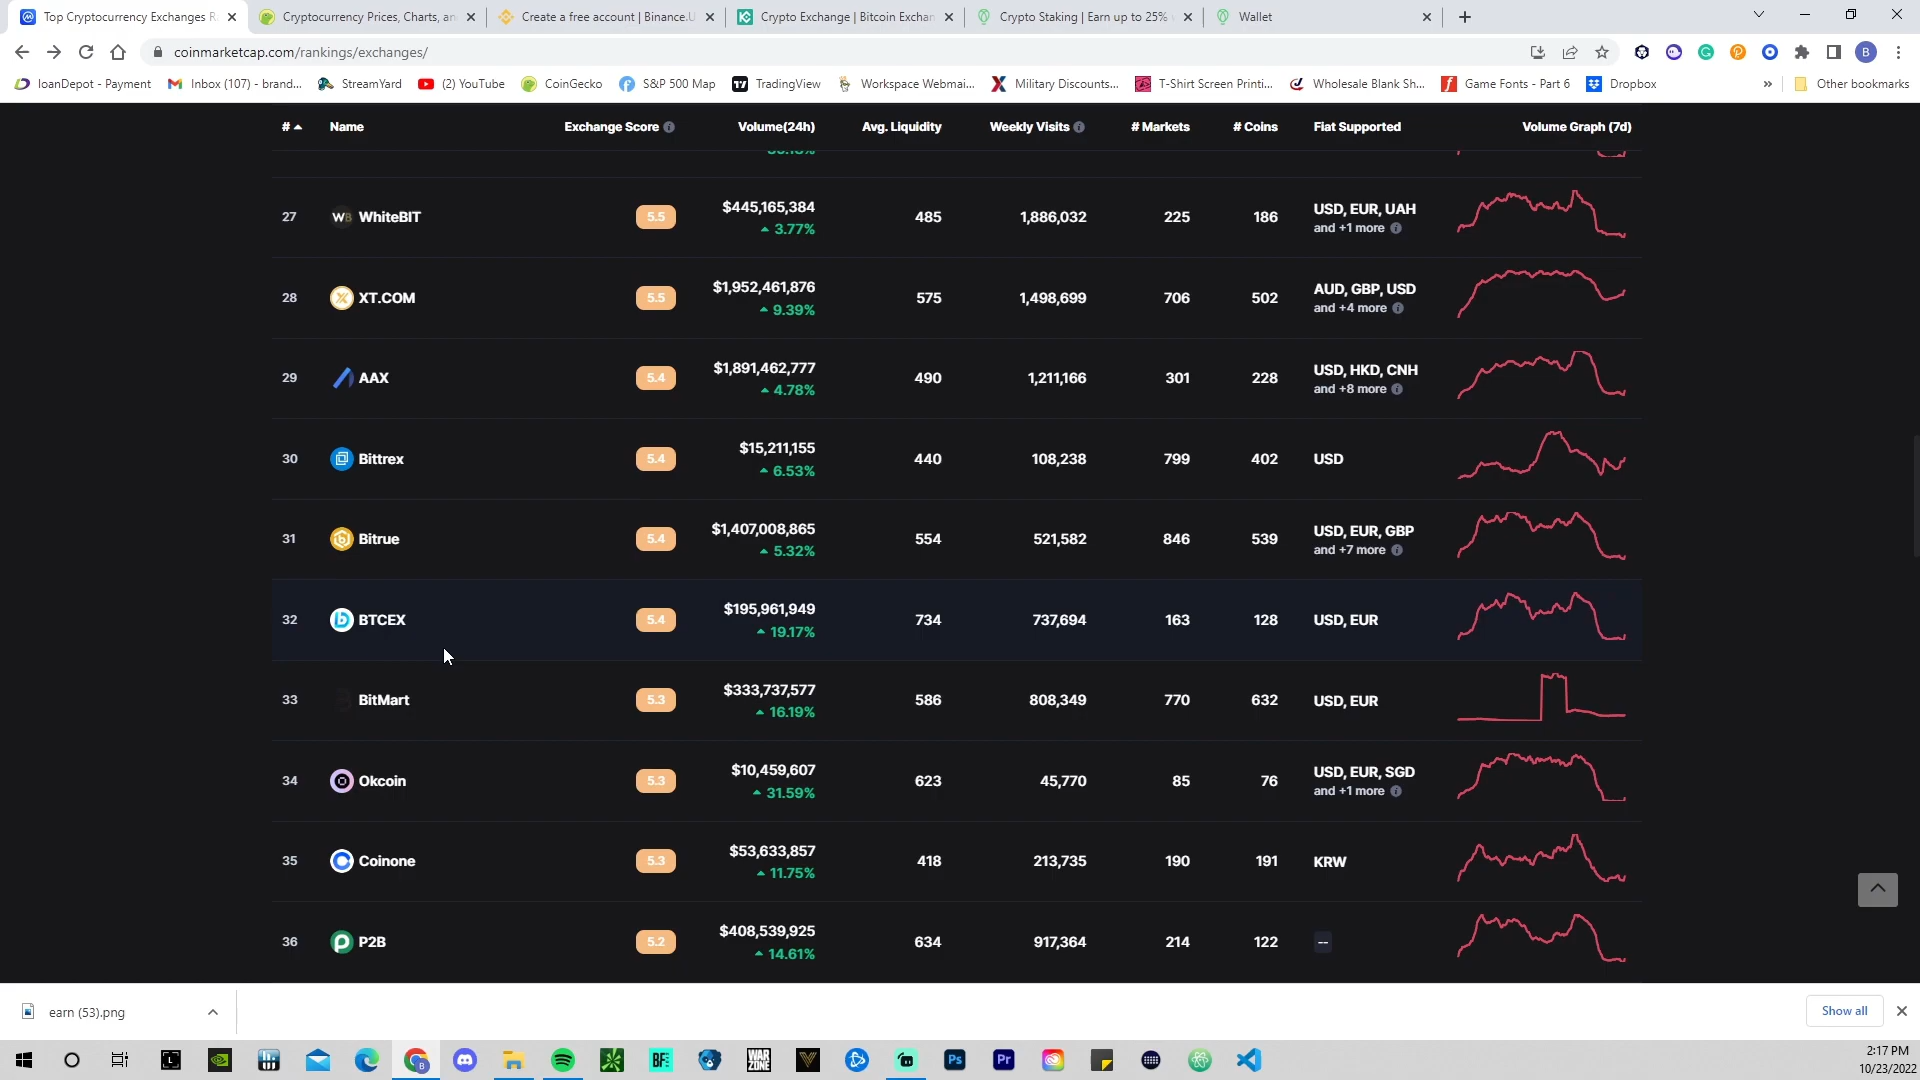 Top Cryptocurrency Exchanges R
Cryptocurrency Prices, Charts, an
Create a free account | Binance.U
Crypto Exchange | Bitcoin Exchan
Crypto Staking | Earn up to 25%
Wallet
coinmarketcap.com/rankings/exchanges/
B
loanDepot - Payment
Inbox (107) - brand...
StreamYard
(2) YouTube
CoinGecko
S&P 500 Map
TradingView
Workspace Webmai...
Military Discounts...
T-Shirt Screen Printi...
Wholesale Blank Sh...
Game Fonts - Part 6
Dropbox
»
Other bookmarks
# Name Exchange Score Volume(24h) Avg. Liquidity Weekly Visits # Markets # Coins Fiat Supported Volume Graph (7d)
27 WhiteBIT 5.5 $445,165,384 485 1,886,032 225 186 USD, EUR, UAH
3.77% and +1 more
28 XT.COM 5.5 $1,952,461,876 575 1,498,699 706 502 AUD, GBP, USD
9.39% and +4 more
29 AAX 5.4 $1,891,462,777 490 1,211,166 301 228 USD, HKD, CNH
4.78% and +8 more
30 Bittrex 5.4 $15,211,155 440 108,238 799 402 USD
6.53%
31 Bitrue 5.4 $1,407,008,865 554 521,582 846 539 USD, EUR, GBP
5.32% and +7 more
32 BTCEX 5.4 $195,961,949 734 737,694 163 128 USD, EUR
19.17%
33 BitMart 5.3 $333,737,577 586 808,349 770 632 USD, EUR
16.19%
34 Okcoin 5.3 $10,459,607 623 45,770 85 76 USD, EUR, SGD
31.59% and +1 more
35 Coinone 5.3 $53,633,857 418 213,735 190 191 KRW
11.75%
36 P2B 5.2 $408,539,925 634 917,364 214 122 --
14.61%
earn (53).png
Show all
BF
WAR
ZONE
Ps
Pr
2:17 PM
10/23/2022